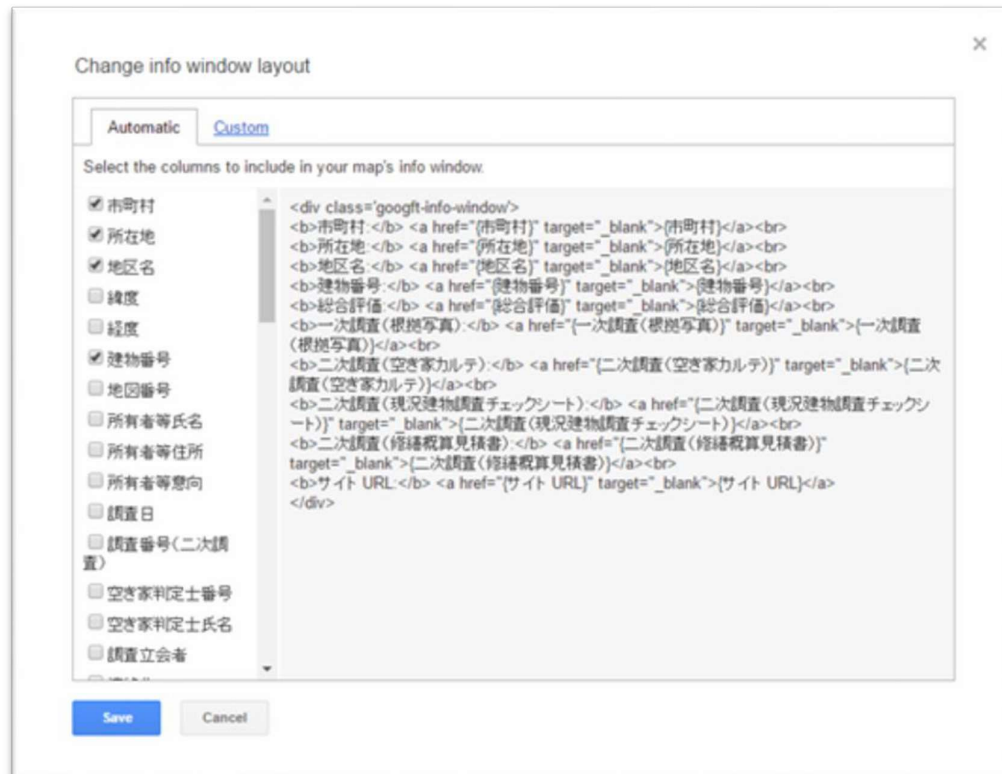 Change info window layout
Automatic
Custom
Select the columns to include in your map's info window.
市町村
所在地
地区名
緯度
経度
建物番号
地図番号
所有者等氏名
所有者等住所
所有者等意向
調査日
調査番号(二次調
査)
空き家判定士番号
空き家判定士氏名
調査立会者
<div class='googft-info-window'>
<b>市町村:</b> <a href="{市町村}" target="_blank">{市町村}</a><br>
<b>所在地:</b> <a href="{所在地}" target="_blank">{所在地}</a><br>
<b>地区名:</b> <a href="{地区名}" target="_blank">{地区名}</a><br>
<b>建物番号:</b> <a href="{建物番号}" target="_blank">{建物番号}</a><br>
<b>総合評価:</b> <a href="{総合評価}" target="_blank">{総合評価}</a><br>
<b>一次調査(根拠写真):</b> <a href="{一次調査(根拠写真)}" target="_blank">{一次調査
(根拠写真)}</a><br>
<b>二次調査(空き家カルテ):</b> <a href="{二次調査(空き家カルテ)}" target="_blank">{二次
調査(空き家カルテ)}</a><br>
<b>二次調査(現況建物調査チェックシート):</b> <a href="{二次調査(現況建物調査チェックシ
ート)}" target="_blank">{二次調査(現況建物調査チェックシート)}</a><br>
<b>二次調査(修繕概算見積書):</b> <a href="{二次調査(修繕概算見積書)}"
target="_blank">{二次調査(修繕概算見積書)}</a><br>
<b>サイト URL:</b> <a href="{サイト URL}" target="_blank">{サイト URL}</a>
</div>
Save
Cancel